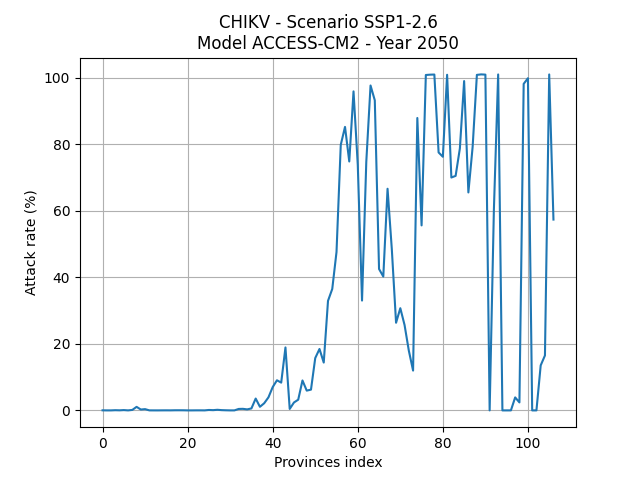 CHIKV - Scenario SSP1-2.6
Model ACCESS-CM2 - Year 2050
Attack rate (%)
100
80
60
40
20
0
0 20 40 60 80 100
Provinces index